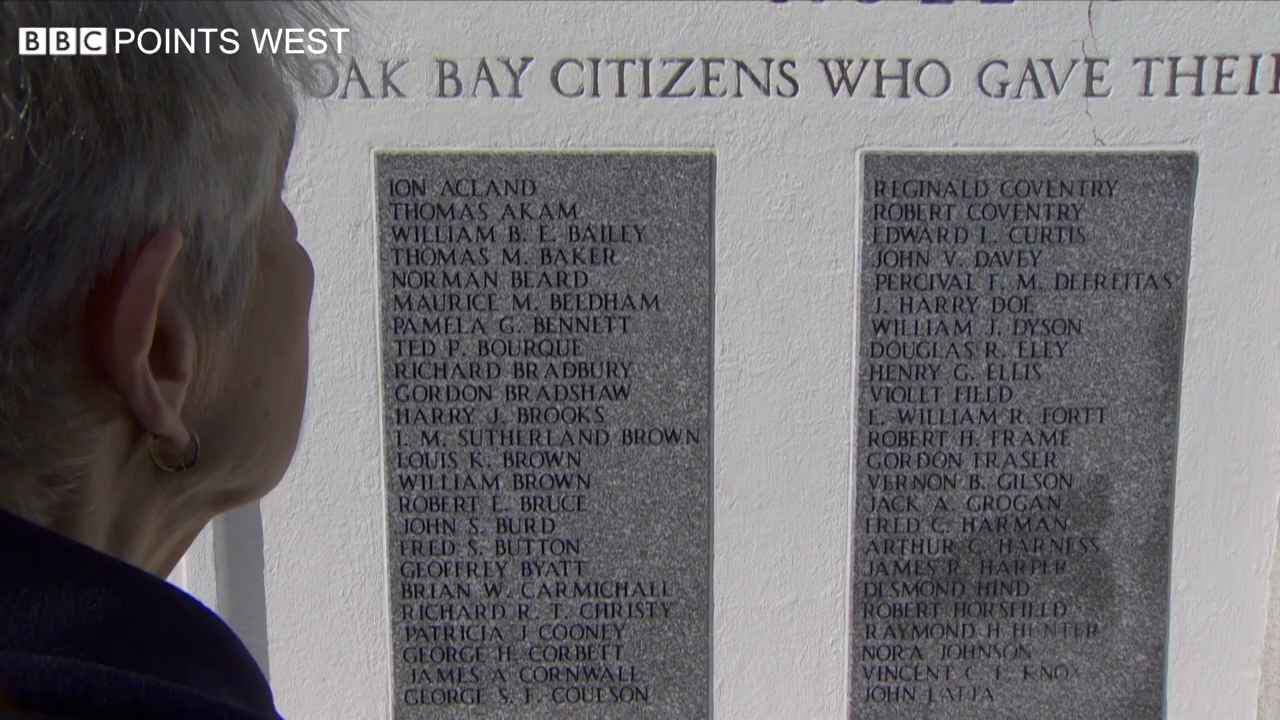 BBC POINTS WEST
OAK BAY CITIZENS WHO GAVE THEIR
ION ACLAND
THOMAS AKAM
WILLIAM B. E. BAILEY
THOMAS M. BAKER
NORMAN BEARD
MAURICE M. BEEDHAM
PAMELA G. BENNETT
TED P. BOURQUE
RICHARD BRADBURY
GORDON BRADSHAW
HARRY J. BROOKS
I. M. SUTHERLAND BROWN
LOUIS K. BROWN
WILLIAM BROWN
ROBERT E. BRUCE
JOHN S. BURD
FRED S. BUTTON
GEOFFREY BYATT
BRIAN W. CARMICHAEL
RICHARD R. T. CHRISTY
PATRICIA J COONEY
GEORGE H. CORBETT
JAMES A CORNWALL
GEORGE S. F. COULSON
REGINALD COVENTRY
ROBERT COVENTRY
EDWARD L. CURTIS
JOHN V. DAVEY
PERCIVAL F. M. DEFREITAS
J. HARRY DOE
WILLIAM J. DYSON
DOUGLAS R. ELEY
HENRY G. ELLIS
VIOLET FIELD
L. WILLIAM R. FORTT
ROBERT H. FRAME
GORDON FRASER
VERNON B. GILSON
JACK A. GROGAN
FRED C. HARMAN
ARTHUR C. HARNESS
JAMES R. HARPER
DESMOND HIND
ROBERT HORSFIELD
RAYMOND H HUNTER
NORA JOHNSON
VINCENT C. F. KNOX
JOHN LATTA